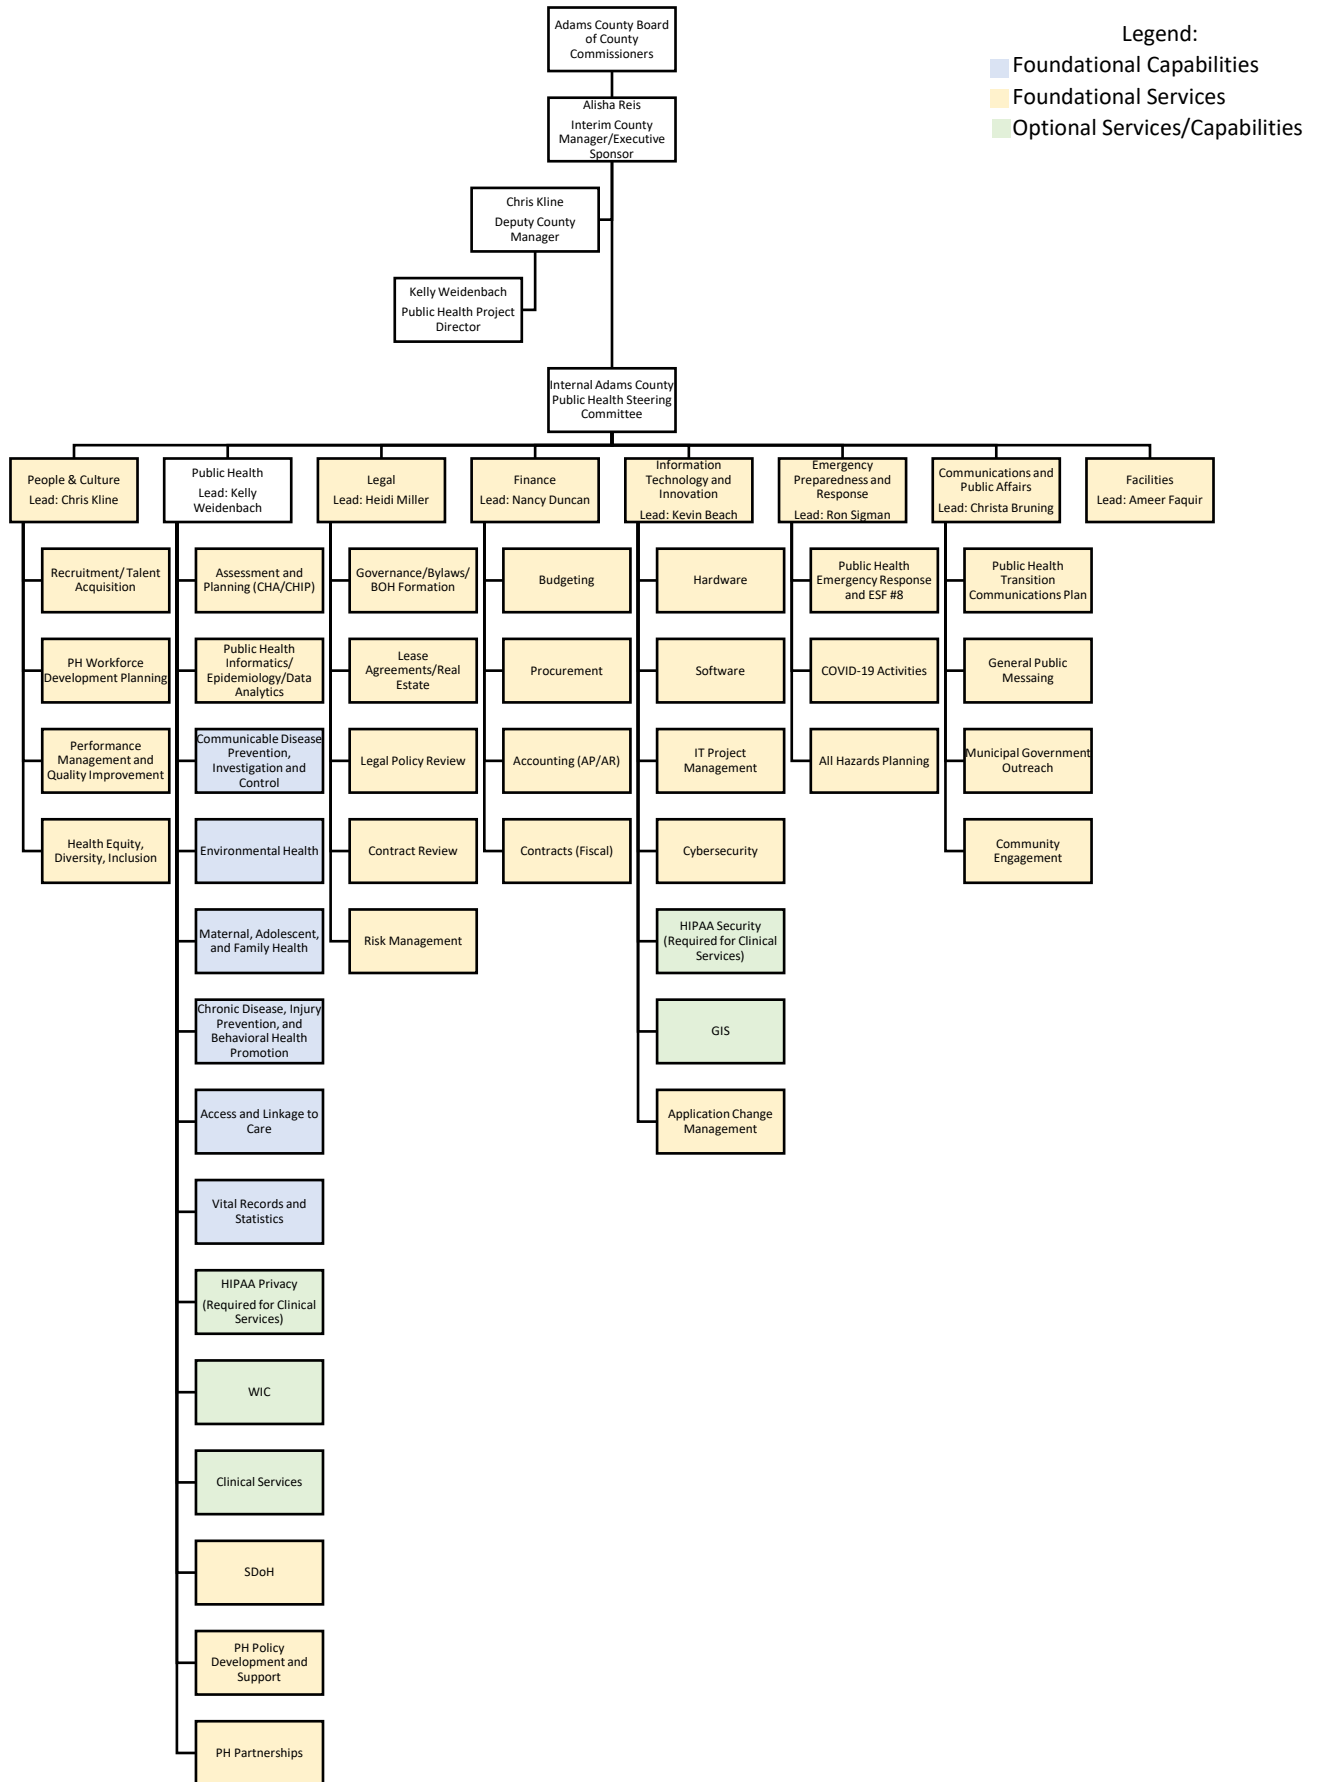 Adams County Board
of County
Commissioners
Legend:
Foundational Capabilities
Foundational Services
Optional Services/Capabilities
Alisha Reis
Interim County
Manager/Executive
Sponsor
Chris Kline
Deputy County
Manager
Kelly Weidenbach
Public Health Project
Director
Internal Adams County
Public Health Steering
Committee
People & Culture
Lead: Chris Kline
Public Health
Lead: Kelly
Weidenbach
Legal
Lead: Heidi Miller
Finance
Lead: Nancy Duncan
Information
Technology and
Innovation
Lead: Kevin Beach
Emergency
Preparedness and
Response
Lead: Ron Sigman
Communications and
Public Affairs
Lead: Christa Bruning
Facilities
Lead: Ameer Faquir
Recruitment/ Talent
Acquisition
PH Workforce
Development Planning
Performance
Management and
Quality Improvement
Health Equity,
Diversity, Inclusion
Assessment and
Planning (CHA/CHIP)
Public Health
Informatics/
Epidemiology/Data
Analytics
Communicable Disease
Prevention,
Investigation and
Control
Environmental Health
Maternal, Adolescent,
and Family Health
Chronic Disease, Injury
Prevention, and
Behavioral Health
Promotion
Access and Linkage to
Care
Vital Records and
Statistics
HIPAA Privacy
(Required for Clinical
Services)
WIC
Clinical Services
SDoH
PH Policy
Development and
Support
PH Partnerships
Governance/Bylaws/
BOH Formation
Lease
Agreements/Real
Estate
Legal Policy Review
Contract Review
Risk Management
Budgeting
Procurement
Accounting (AP/AR)
Contracts (Fiscal)
Hardware
Software
IT Project
Management
Cybersecurity
HIPAA Security
(Required for Clinical
Services)
GIS
Application Change
Management
Public Health
Emergency Response
and ESF #8
COVID-19 Activities
All Hazards Planning
Public Health
Transition
Communications Plan
General Public
Messaing
Municipal Government
Outreach
Community
Engagement